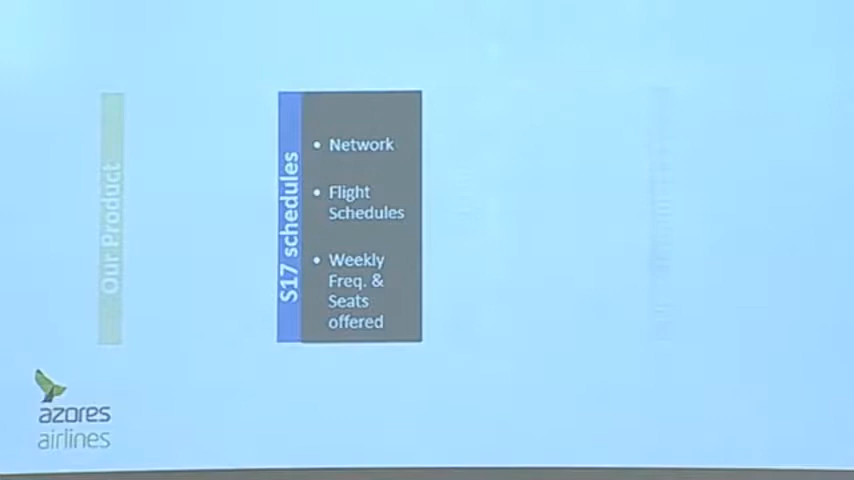 Our Product
S17 schedules
• Network
• Flight
Schedules
• Weekly
Freq. &
Seats
offered
azores
airlines